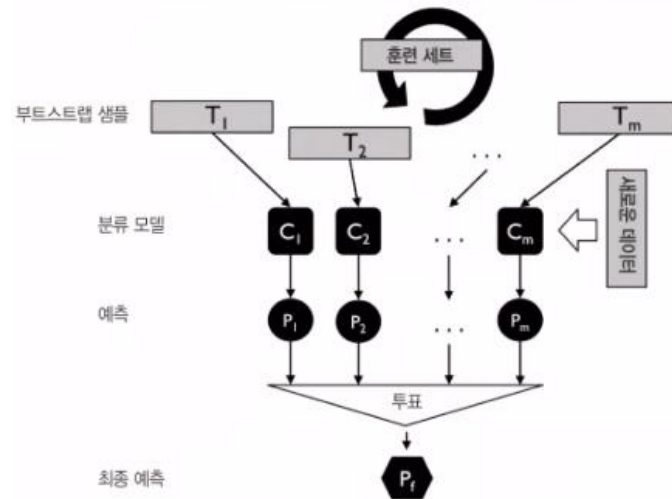 훈련 세트
부트스트랩 샘플
T1
T2
...
Tm
분류 모델
C1
C2
...
Cm
새로운 데이터
예측
P1
P2
...
Pm
투표
최종 예측
Pf